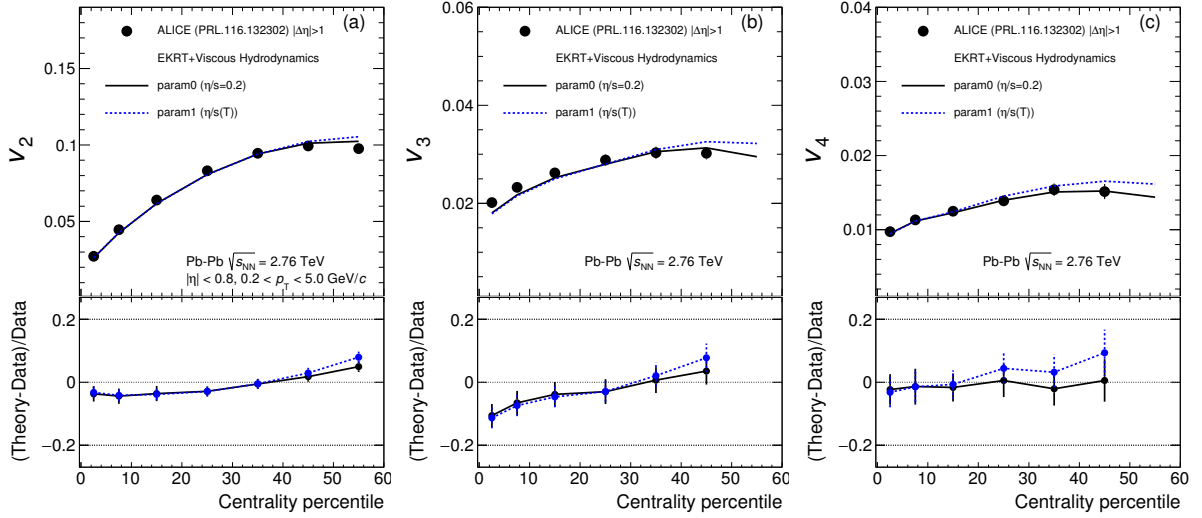 (a)
ALICE (PRL.116.132302) |Δη|>1
EKRT+Viscous Hydrodynamics
param0 (η/s=0.2)
param1 (η/s(T))
v2
0.15
0.1
0.05
Pb-Pb √sNN = 2.76 TeV
|η| < 0.8, 0.2 < pT < 5.0 GeV/c
(Theory-Data)/Data
0.2
0
−0.2
0 10 20 30 40 50 60
Centrality percentile
(b)
ALICE (PRL.116.132302) |Δη|>1
EKRT+Viscous Hydrodynamics
param0 (η/s=0.2)
param1 (η/s(T))
v3
0.06
0.04
0.02
Pb-Pb √sNN = 2.76 TeV
(Theory-Data)/Data
0.2
0
−0.2
0 10 20 30 40 50 60
Centrality percentile
(c)
ALICE (PRL.116.132302) |Δη|>1
EKRT+Viscous Hydrodynamics
param0 (η/s=0.2)
param1 (η/s(T))
v4
0.04
0.03
0.02
0.01
Pb-Pb √sNN = 2.76 TeV
(Theory-Data)/Data
0.2
0
−0.2
0 10 20 30 40 50 60
Centrality percentile